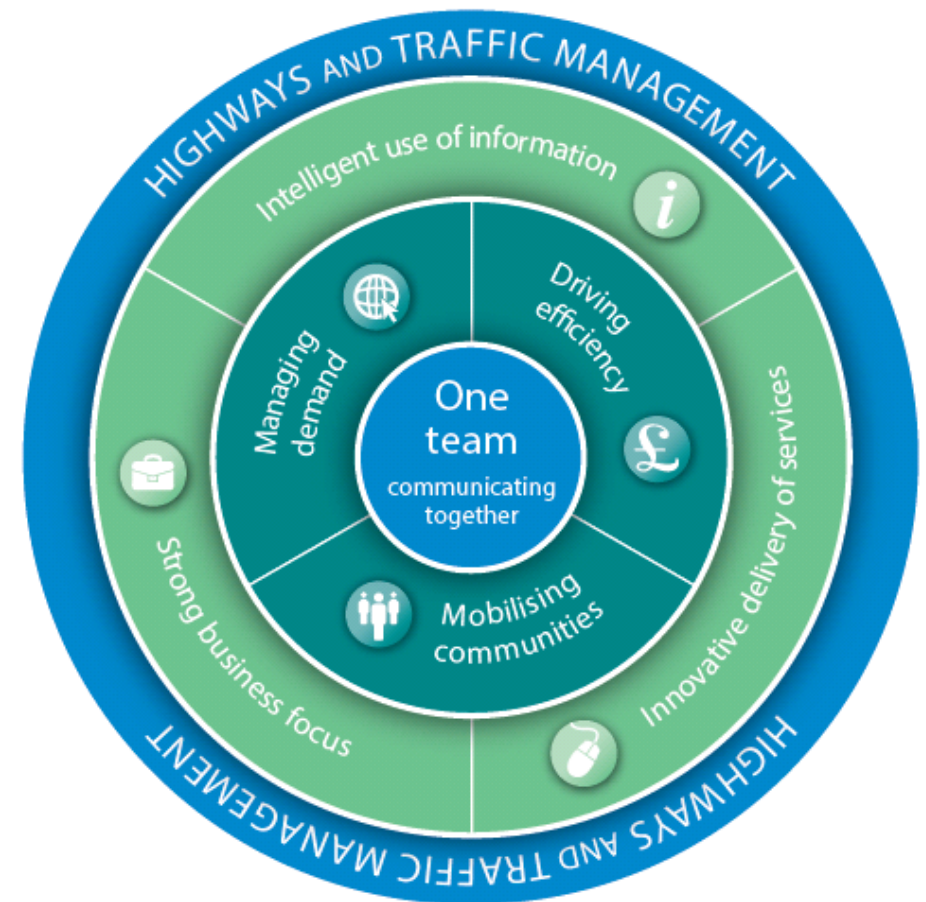 HIGHWAYS AND TRAFFIC MANAGEMENT
Intelligent use of information
i
Driving
efficiency
£
Managing
demand
One
team
communicating
together
Mobilising
communities
Strong business focus
Innovative delivery of services
HIGHWAYS AND TRAFFIC MANAGEMENT